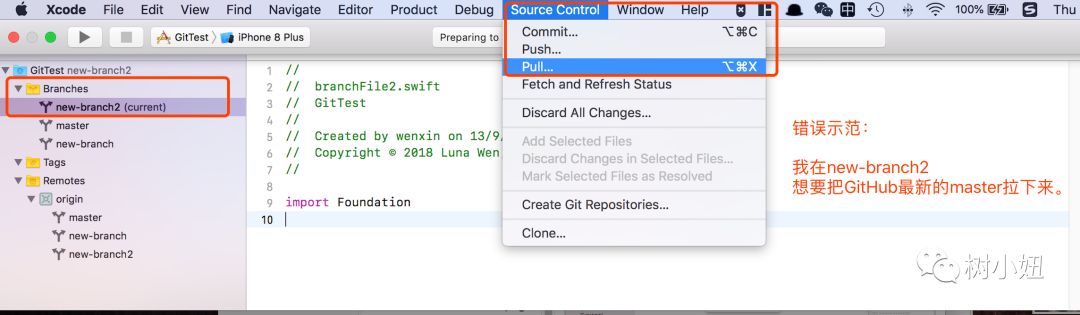 Xcode File Edit View Find Navigate Editor Product Debug Source Control Window Help 中 100% S Thu
GitTest iPhone 8 Plus
Preparing to
Commit... ⌥⌘C
Push...
Pull... ⌥⌘X
Fetch and Refresh Status
Discard All Changes...
Add Selected Files
Discard Changes in Selected Files...
Mark Selected Files as Resolved
Create Git Repositories...
Clone...
GitTest new-branch2
Branches
new-branch2 (current)
master
new-branch
Tags
Remotes
origin
master
new-branch
new-branch2
1 //
2 // branchFile2.swift
3 // GitTest
4 //
5 // Created by wenxin on 13/9/
6 // Copyright © 2018 Luna Wen
7 //
8
9 import Foundation
10
错误示范：
我在new-branch2
想要把GitHub最新的master拉下来。
树小妞